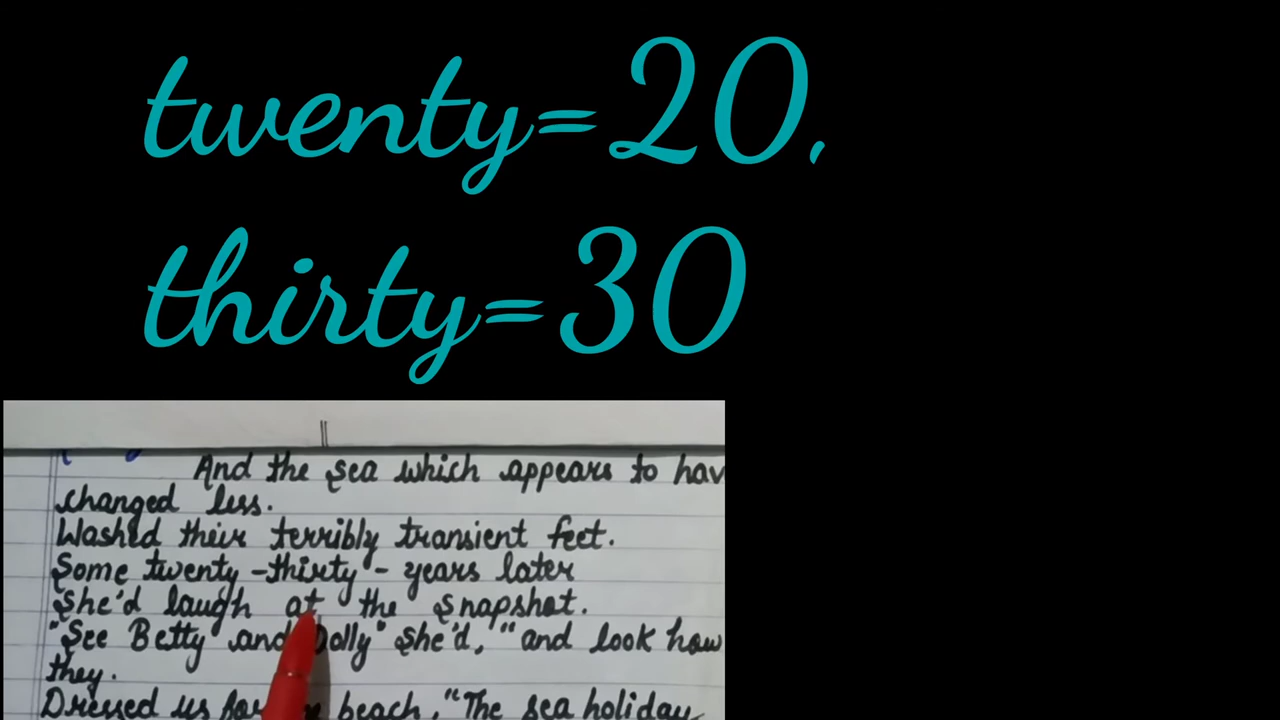 twenty=20,
thirty=30
And the sea which appears to hav
changed less.
Washed their terribly transient feet.
Some twenty-thirty- years later
She'd laugh at the snapshot.
"See Betty" and Dolly" She'd, "and look how
they.
Dressed us for beach, "The sea holiday